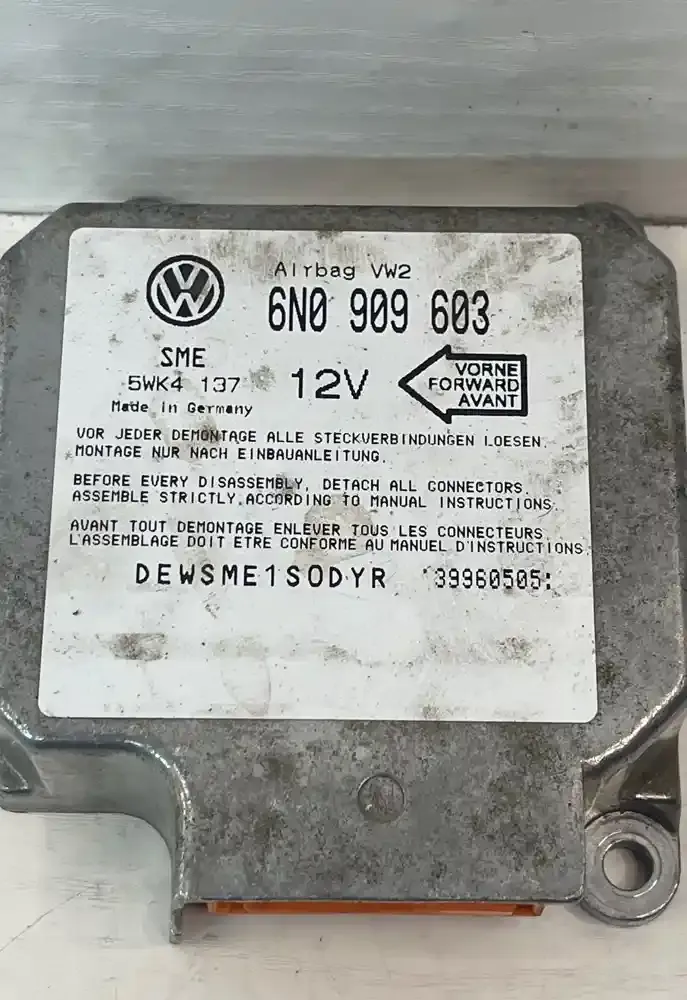 Airbag VW2
6N0 909 603
SME
5WK4 137
12V
VORNE
FORWARD
AVANT
Made in Germany
VOR JEDER DEMONTAGE ALLE STECKVERBINDUNGEN LOESEN.
MONTAGE NUR NACH EINBAUANLEITUNG.
BEFORE EVERY DISASSEMBLY, DETACH ALL CONNECTORS.
ASSEMBLE STRICTLY ACCORDING TO MANUAL INSTRUCTIONS.
AVANT TOUT DEMONTAGE ENLEVER TOUS LES CONNECTEURS.
L'ASSEMBLAGE DOIT ETRE CONFORME AU MANUEL D'INSTRUCTIONS.
DEWSME1SODYR 39960505